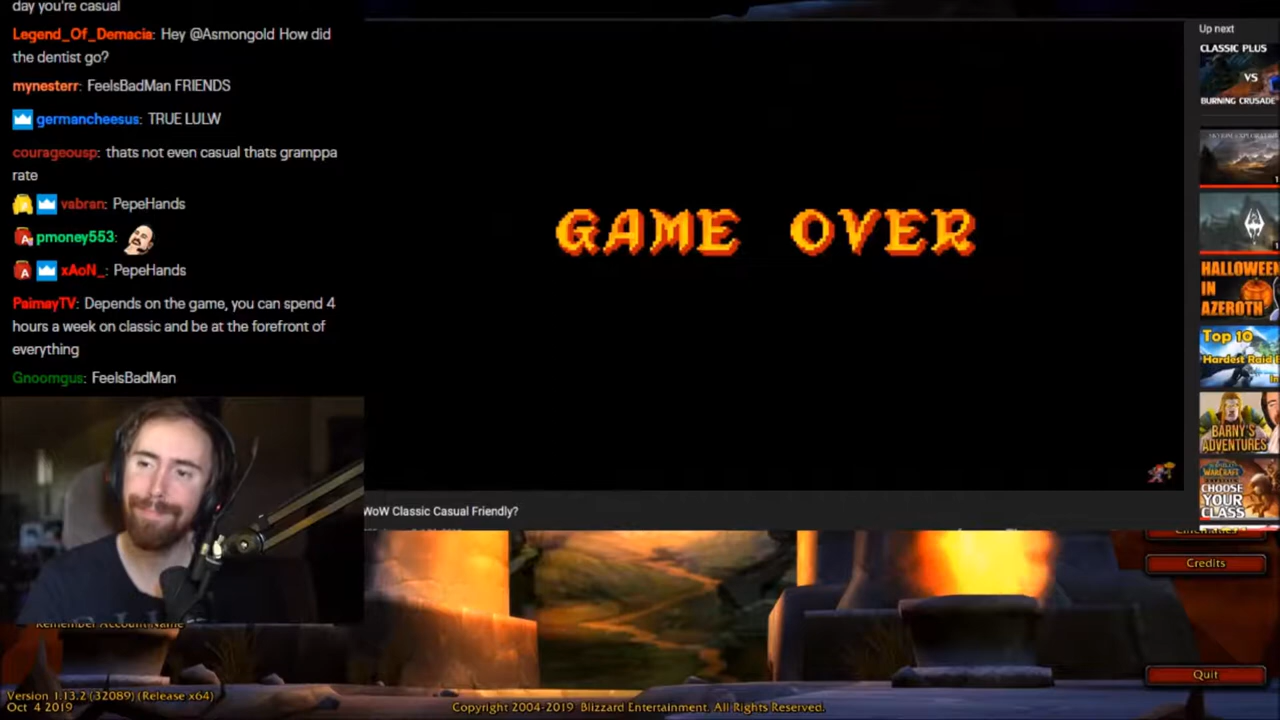 day you're casual
Legend_Of_Demacia: Hey @Asmongold How did
the dentist go?
mynesterr: FeelsBadMan FRIENDS
germancheesus: TRUE LULW
courageousp: thats not even casual thats gramppa
rate
vabran: PepeHands
pmoney553:
xAoN_: PepeHands
PaimayTV: Depends on the game, you can spend 4
hours a week on classic and be at the forefront of
everything
Gnoomgus: FeelsBadMan
GAME OVER
WoW Classic Casual Friendly?
Up next
CLASSIC PLUS
VS
BURNING CRUSADE
HALLOWEEN
IN
AZEROTH
Top 10
Hardest Raid
BARNY'S
ADVENTURES
WARCRAFT
CHOOSE
YOUR
CLASS
Cinematics
Credits
Quit
Remember Account Name
Version 1.13.2 (32089) (Release x64)
Oct 4 2019
Copyright 2004-2019 Blizzard Entertainment. All Rights Reserved.